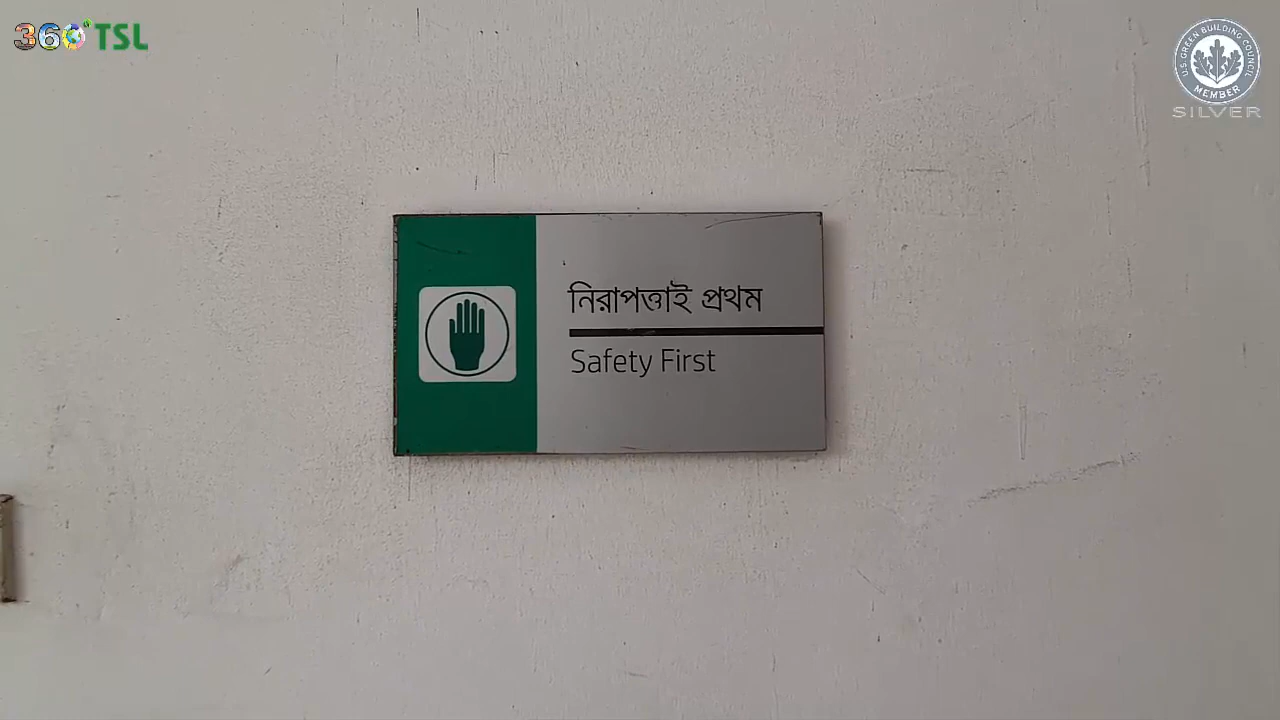 360° TSL
U.S. GREEN BUILDING COUNCIL
MEMBER
SILVER
নিরাপত্তাই প্রথম
Safety First